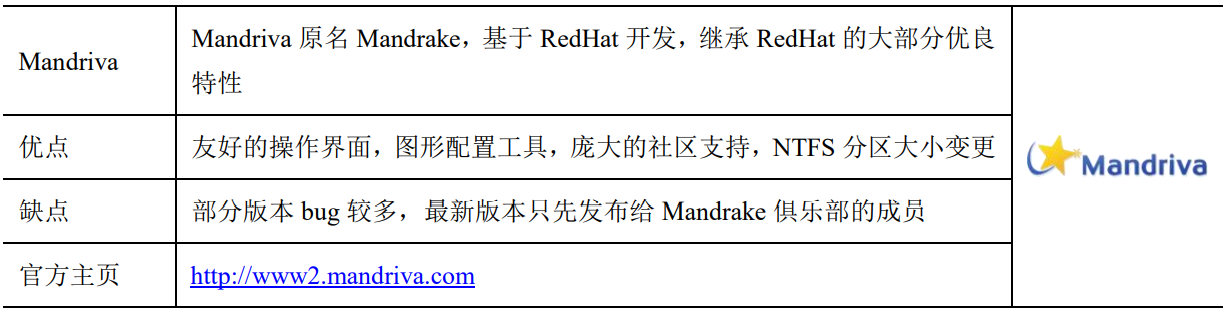 Mandriva
Mandriva 原名 Mandrake，基于 RedHat 开发，继承 RedHat 的大部分优良
特性
优点
友好的操作界面，图形配置工具，庞大的社区支持，NTFS 分区大小变更
缺点
部分版本 bug 较多，最新版本只先发布给 Mandrake 俱乐部的成员
官方主页
http://www2.mandriva.com
Mandriva